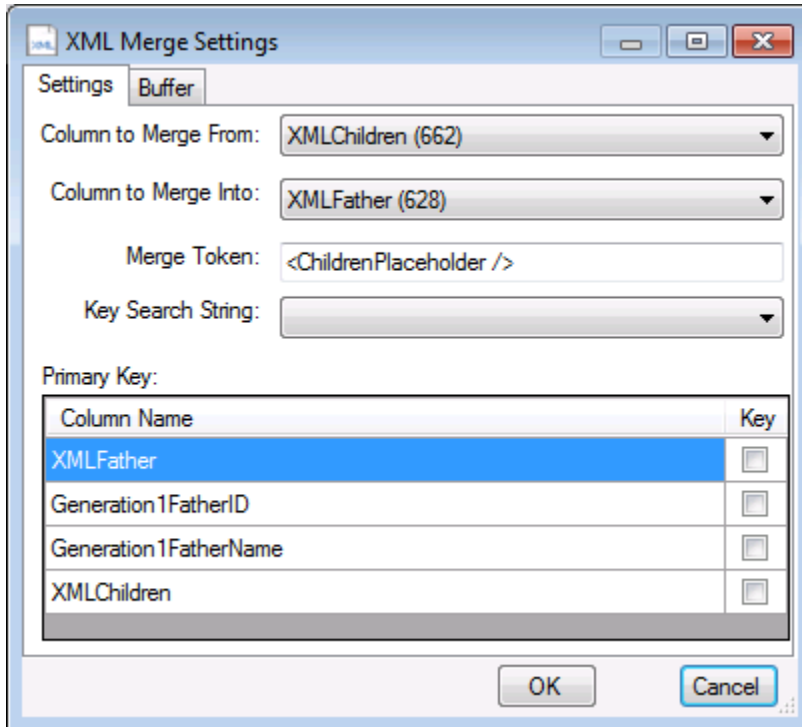 XML Merge Settings
Settings Buffer
Column to Merge From: XMLChildren (662)
Column to Merge Into: XMLFather (628)
Merge Token: <ChildrenPlaceholder />
Key Search String:
Primary Key:
Column Name Key
XMLFather
Generation1FatherID
Generation1FatherName
XMLChildren
OK Cancel